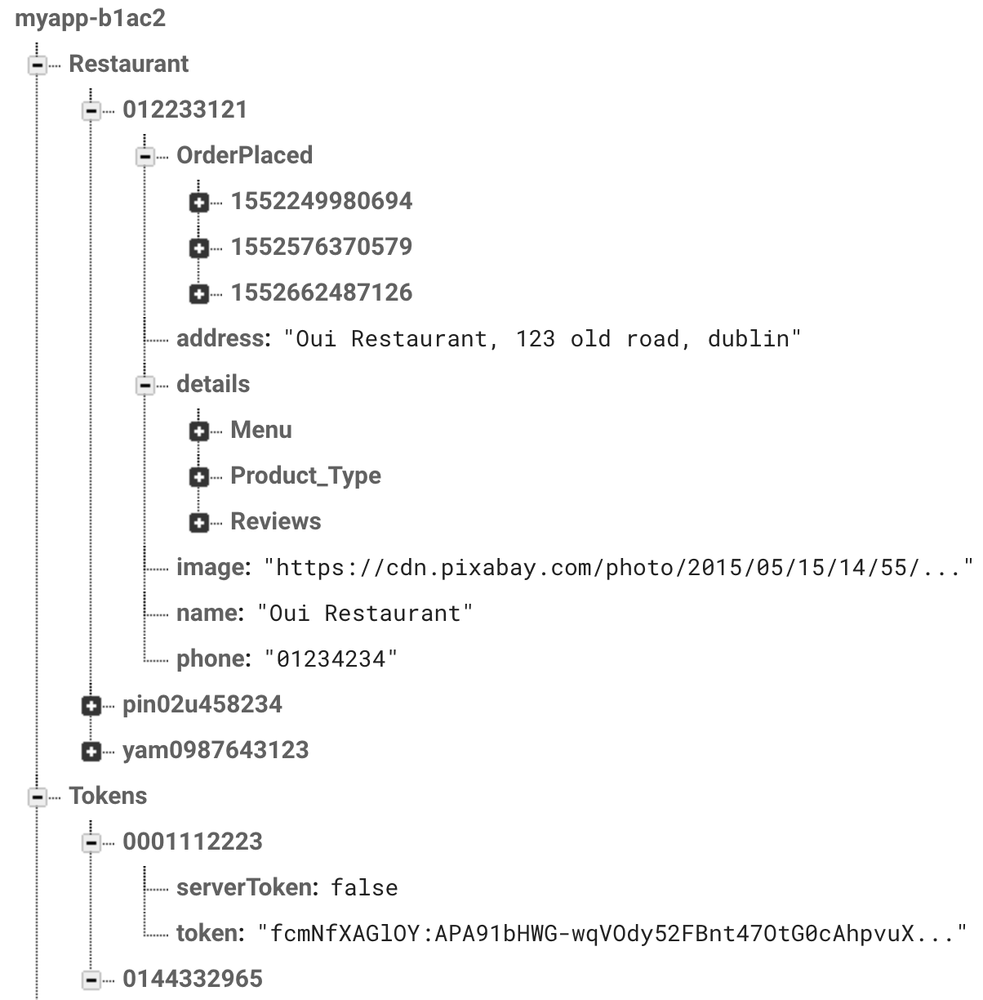 myapp-b1ac2
Restaurant
012233121
OrderPlaced
1552249980694
1552576370579
1552662487126
address: "Oui Restaurant, 123 old road, dublin"
details
Menu
Product_Type
Reviews
image: "https://cdn.pixabay.com/photo/2015/05/15/14/55/..."
name: "Oui Restaurant"
phone: "01234234"
pin02u458234
yam0987643123
Tokens
0001112223
serverToken: false
token: "fcmNfXAGlOY:APA91bHWG-wqVOdy52FBnt47OtG0cAhpvuX..."
0144332965